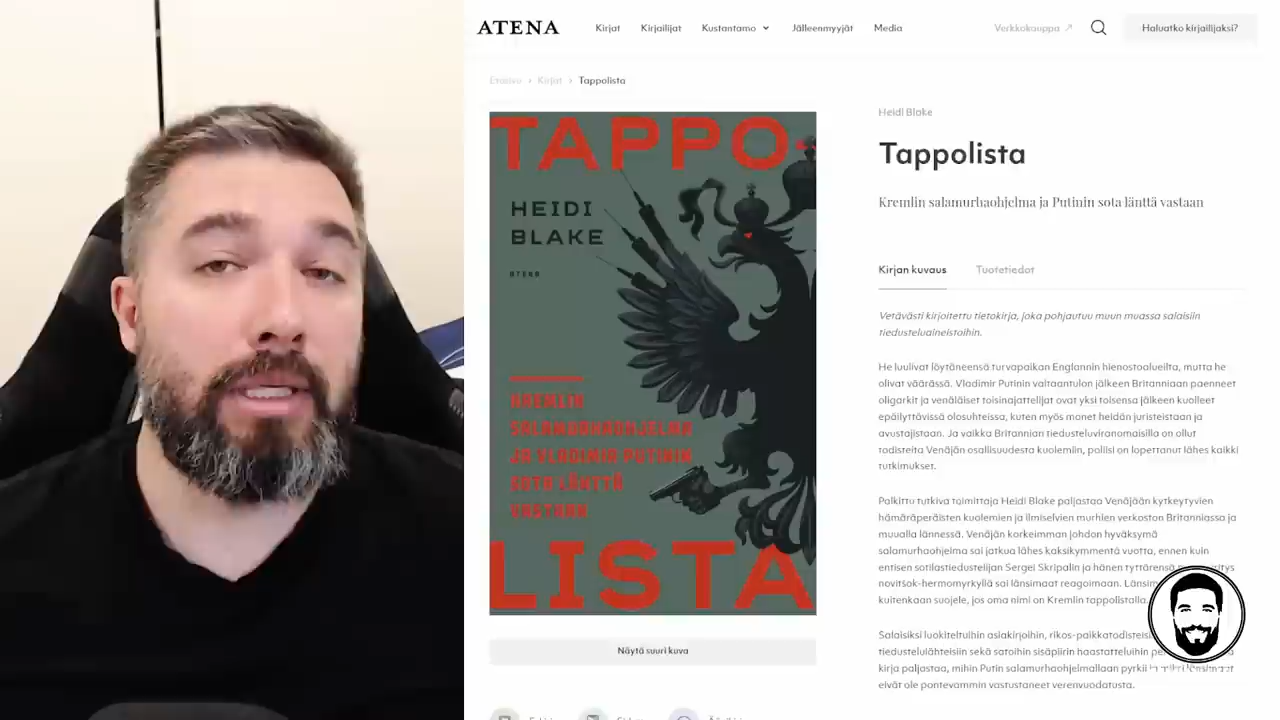 ATENA
Kirjat
Kirjailijat
Kustantamo
Jälleenmyyjät
Media
Verkkokauppa
Haluatko kirjailijaksi?
Etusivu › Kirjat › Tappolista
TAPPO-
HEIDI
BLAKE
ATENA
KREMLIN
SALAMURHAOHJELMA
JA VLADIMIR PUTININ
SOTA LÄNTTÄ
VASTAAN
LISTA
Näytä suuri kuva
Heidi Blake
Tappolista
Kremlin salamurhaohjelma ja Putinin sota länttä vastaan
Kirjan kuvaus
Tuotetiedot
Vetävästi kirjoitettu tietokirja, joka pohjautuu muun muassa salaisiin
tiedusteluaineistoihin.
He luulivat löytäneensä turvapaikan Englannin hienostoalueilta, mutta he
olivat väärässä. Vladimir Putinin valtaantulon jälkeen Britanniaan paenneet
oligarkit ja venäläiset toisinajattelijat ovat yksi toisensa jälkeen kuolleet
epäilyttävissä olosuhteissa, kuten myös monet heidän juristeistaan ja
avustajistaan. Ja vaikka Britannian tiedusteluviranomaisilla on ollut
todisteita Venäjän osallisuudesta kuolemiin, poliisi on lopettanut lähes kaikki
tutkimukset.
Palkittu tutkiva toimittaja Heidi Blake paljastaa Venäjään kytkeytyvien
hämäräperäisten kuolemien ja ilmiselvien murhien verkoston Britanniassa ja
muualla lännessä. Venäjän korkeimman johdon hyväksymä
salamurhaohjelma sai jatkua lähes kaksikymmentä vuotta, ennen kuin
entisen sotilastiedustelijan Sergei Skripalin ja hänen tyttärensä
novitšok-hermomyrkyllä sai länsimaat reagoimaan.
kuitenkaan suojele, jos oma nimi on Kremlin tappolistalla.
Salaisiksi luokiteltuihin asiakirjoihin,
tiedustelulähteisiin sekä satoihin sisäpiirin haastatteluihin
kirja paljastaa, mihin Putin salamurhaohjelmallaan pyrkii
eivät ole pontevammin vastustaneet verenvuodatusta.